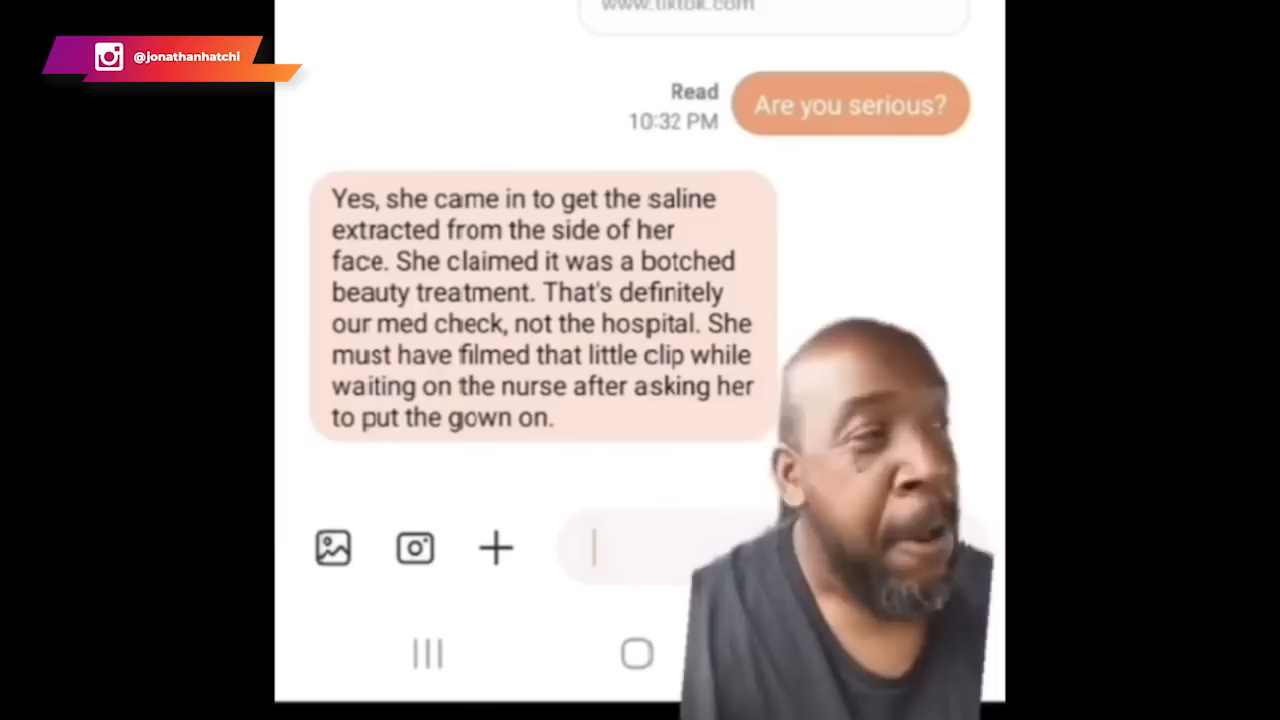 www.tiktok.com
@jonathanhatchi
Read
10:32 PM
Are you serious?
Yes, she came in to get the saline
extracted from the side of her
face. She claimed it was a botched
beauty treatment. That's definitely
our med check, not the hospital. She
must have filmed that little clip while
waiting on the nurse after asking her
to put the gown on.